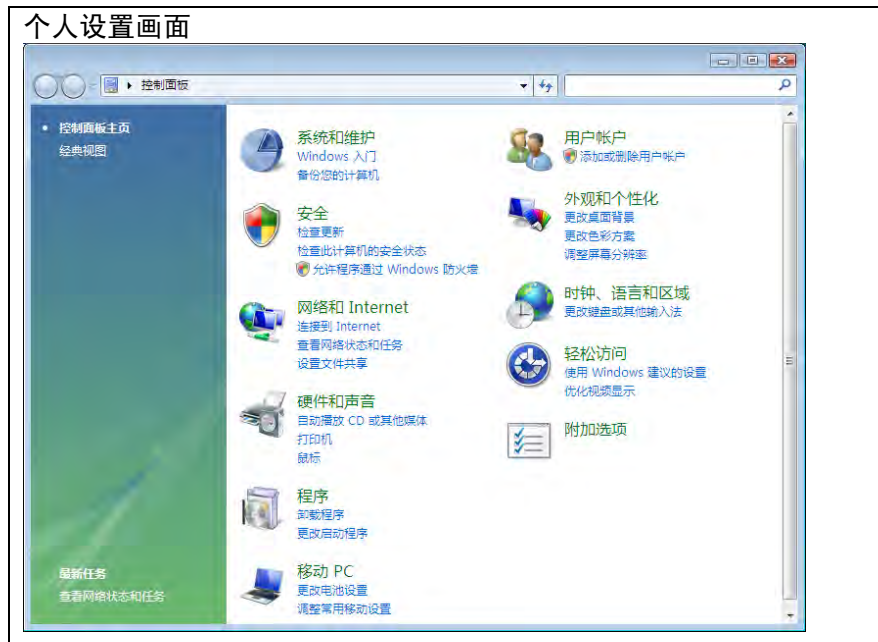 个人设置画面
控制面板
控制面板主页
经典视图
系统和维护
Windows 入门
备份您的计算机
安全
检查更新
检查此计算机的安全状态
允许程序通过 Windows 防火墙
网络和 Internet
连接到 Internet
查看网络状态和任务
设置文件共享
硬件和声音
自动播放 CD 或其他媒体
打印机
鼠标
程序
卸载程序
更改启动程序
移动 PC
更改电池设置
调整常用移动设置
用户帐户
添加或删除用户帐户
外观和个性化
更改桌面背景
更改色彩方案
调整屏幕分辨率
时钟、语言和区域
更改键盘或其他输入法
轻松访问
使用 Windows 建议的设置
优化视频显示
附加选项
最新任务
查看网络状态和任务